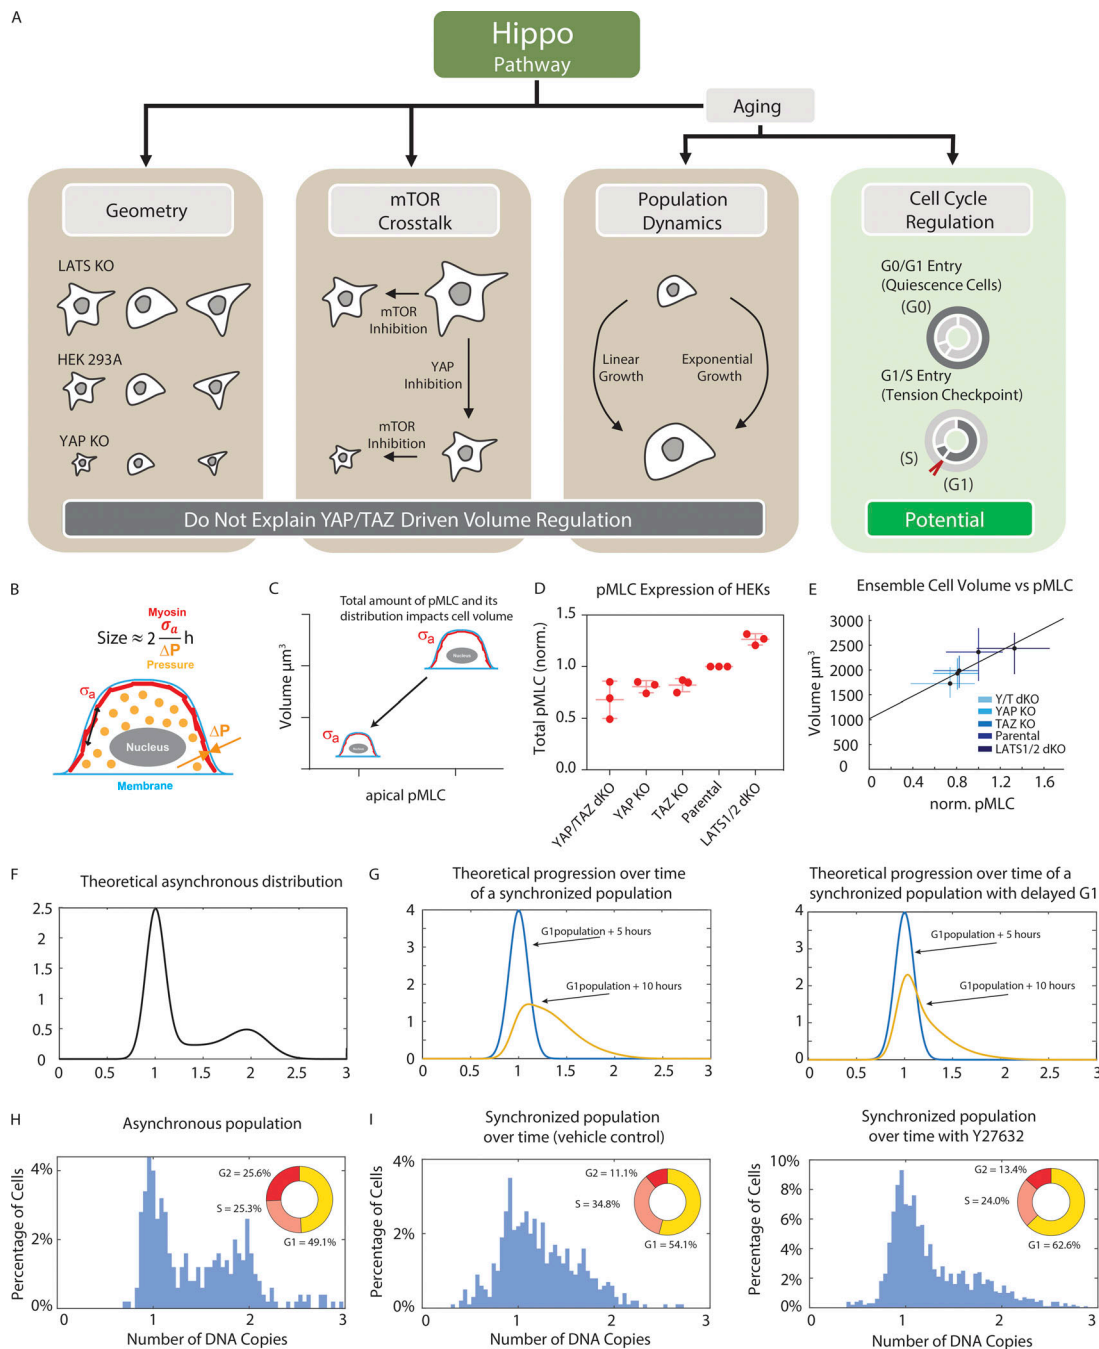 A
Hippo
Pathway
Aging
Geometry
LATS KO
HEK 293A
YAP KO
mTOR
Crosstalk
mTOR
Inhibition
YAP
Inhibition
mTOR
Inhibition
Population
Dynamics
Linear
Growth
Exponential
Growth
Cell Cycle
Regulation
G0/G1 Entry
(Quiescence Cells)
(G0)
G1/S Entry
(Tension Checkpoint)
(S)
(G1)
Do Not Explain YAP/TAZ Driven Volume Regulation
Potential
B
Myosin
Size ≈ 2 σa/ΔP h
Pressure
σa
ΔP
Nucleus
Membrane
C
Total amount of pMLC and its
distribution impacts cell volume
σa
Nucleus
σa
Volume µm³
apical pMLC
D
pMLC Expression of HEKs
Total pMLC (norm.)
1.5
1.0
0.5
0.0
YAP/TAZ dKO
YAP KO
TAZ KO
Parental
LATS1/2 dKO
E
Ensemble Cell Volume vs pMLC
Volume µm³
3000
2500
2000
1500
1000
500
0
Y/T dKO
YAP KO
TAZ KO
Parental
LATS1/2 dKO
0 0.4 0.8 1.2 1.6
norm. pMLC
F
Theoretical asynchronous distribution
2.5
2
1.5
1
0.5
0
0 0.5 1 1.5 2 2.5 3
G
Theoretical progression over time
of a synchronized population
4
3
2
1
0
G1population + 5 hours
G1population + 10 hours
0 0.5 1 1.5 2 2.5 3
Theoretical progression over time of a
synchronized population with delayed G1
4
3
2
1
0
G1population + 5 hours
G1population + 10 hours
0 0.5 1 1.5 2 2.5 3
H
Asynchronous population
Percentage of Cells
4%
2%
0%
G2 = 25.6%
S = 25.3%
G1 = 49.1%
0 1 2 3
Number of DNA Copies
I
Synchronized population
over time (vehicle control)
Percentage of Cells
4%
2%
0%
G2 = 11.1%
S = 34.8%
G1 = 54.1%
0 1 2 3
Number of DNA Copies
Synchronized population
over time with Y27632
Percentage of Cells
10%
8%
6%
4%
2%
0%
G2 = 13.4%
S = 24.0%
G1 = 62.6%
0 1 2 3
Number of DNA Copies